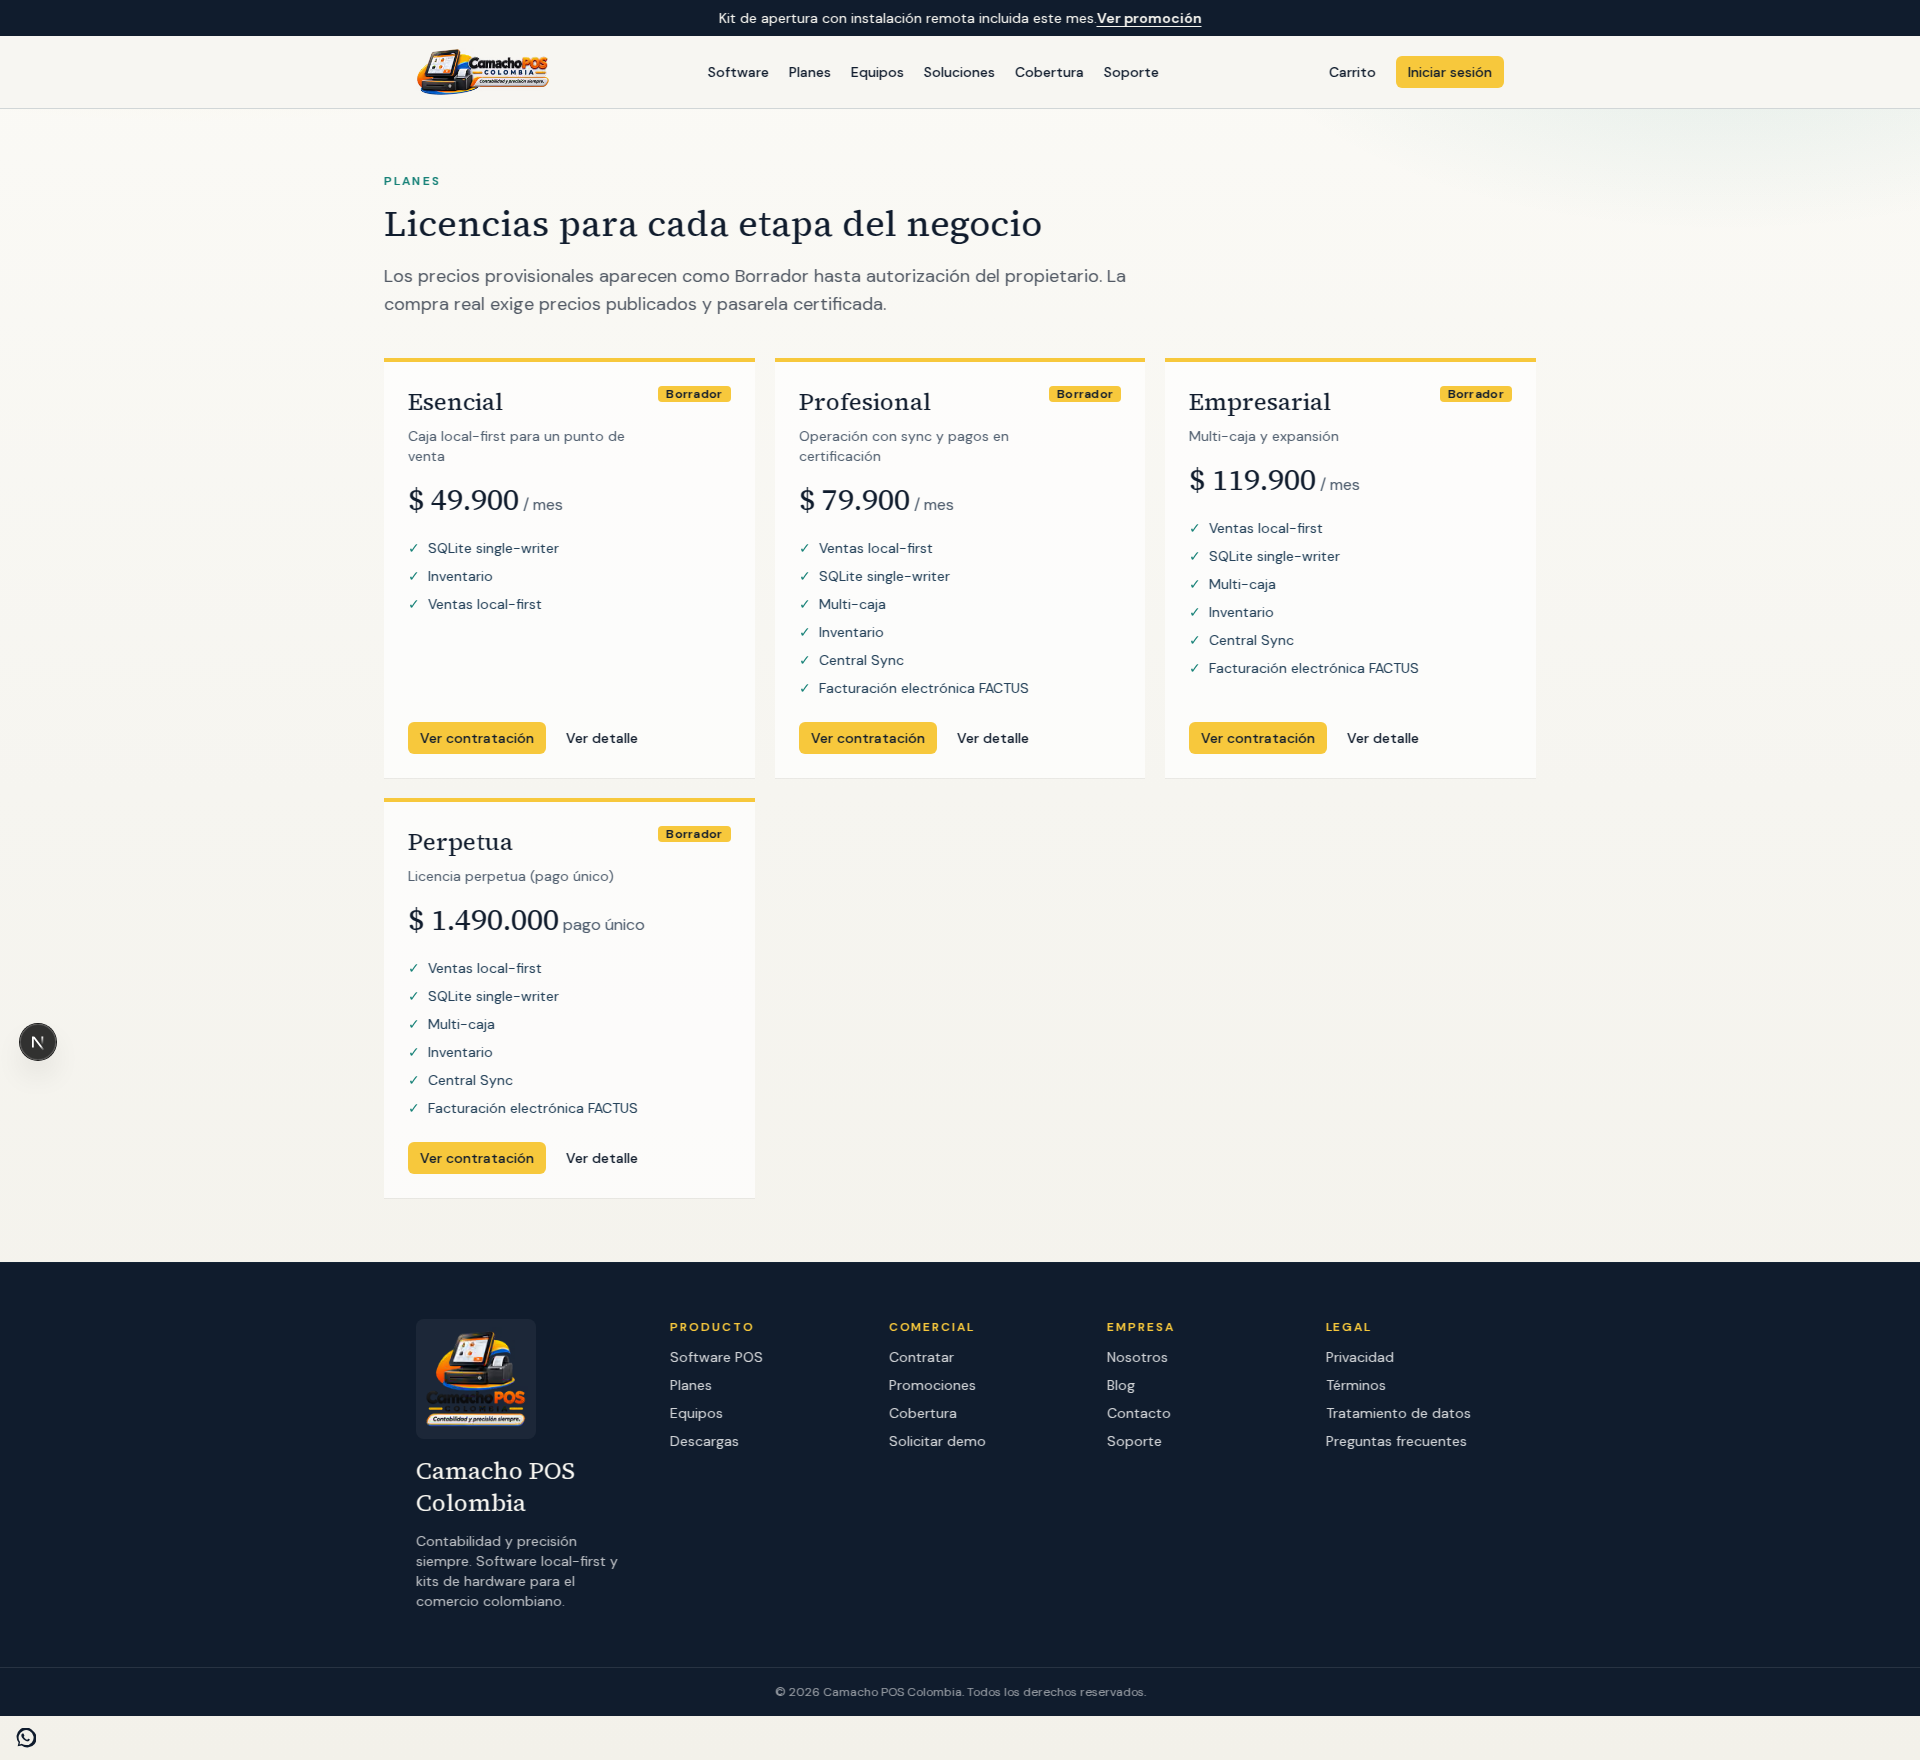 Kit de apertura con instalación remota incluida este mes.Ver promoción
CamachoPOS
COLOMBIA
Contabilidad y precisión siempre.
Software Planes Equipos Soluciones Cobertura Soporte
Carrito Iniciar sesión
PLANES
Licencias para cada etapa del negocio
Los precios provisionales aparecen como Borrador hasta autorización del propietario. La
compra real exige precios publicados y pasarela certificada.
Esencial
Borrador
Caja local-first para un punto de
venta
$ 49.900 / mes
✓ SQLite single-writer
✓ Inventario
✓ Ventas local-first
Ver contratación Ver detalle
Profesional
Borrador
Operación con sync y pagos en
certificación
$ 79.900 / mes
✓ Ventas local-first
✓ SQLite single-writer
✓ Multi-caja
✓ Inventario
✓ Central Sync
✓ Facturación electrónica FACTUS
Ver contratación Ver detalle
Empresarial
Borrador
Multi-caja y expansión
$ 119.900 / mes
✓ Ventas local-first
✓ SQLite single-writer
✓ Multi-caja
✓ Inventario
✓ Central Sync
✓ Facturación electrónica FACTUS
Ver contratación Ver detalle
Perpetua
Borrador
Licencia perpetua (pago único)
$ 1.490.000 pago único
✓ Ventas local-first
✓ SQLite single-writer
✓ Multi-caja
✓ Inventario
✓ Central Sync
✓ Facturación electrónica FACTUS
Ver contratación Ver detalle
N
CamachoPOS
COLOMBIA
Contabilidad y precisión siempre.
Camacho POS
Colombia
Contabilidad y precisión
siempre. Software local-first y
kits de hardware para el
comercio colombiano.
PRODUCTO
Software POS
Planes
Equipos
Descargas
COMERCIAL
Contratar
Promociones
Cobertura
Solicitar demo
EMPRESA
Nosotros
Blog
Contacto
Soporte
LEGAL
Privacidad
Términos
Tratamiento de datos
Preguntas frecuentes
© 2026 Camacho POS Colombia. Todos los derechos reservados.